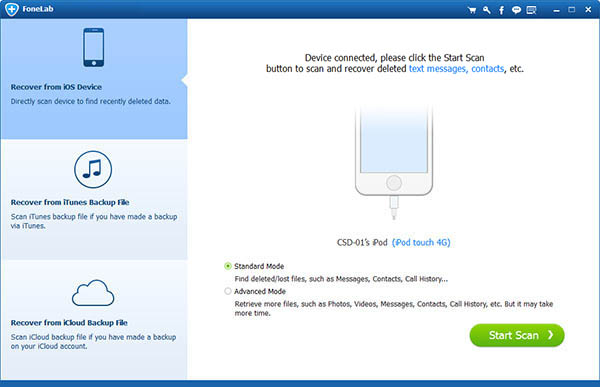 FoneLab
Recover from iOS Device
Directly scan device to find recently deleted data.
Recover from iTunes Backup File
Scan iTunes backup file if you have made a backup
via iTunes.
Recover from iCloud Backup File
Scan iCloud backup file if you have made a backup
on your iCloud account.
Device connected, please click the Start Scan
button to scan and recover deleted text messages, contacts, etc.
CSD-01's iPod (iPod touch 4G)
Standard Mode
Find deleted/lost files, such as Messages, Contacts, Call History...
Advanced Mode
Retrieve more files, such as Photos, Videos, Messages, Contacts, Call History, etc. But it may take
more time.
Start Scan